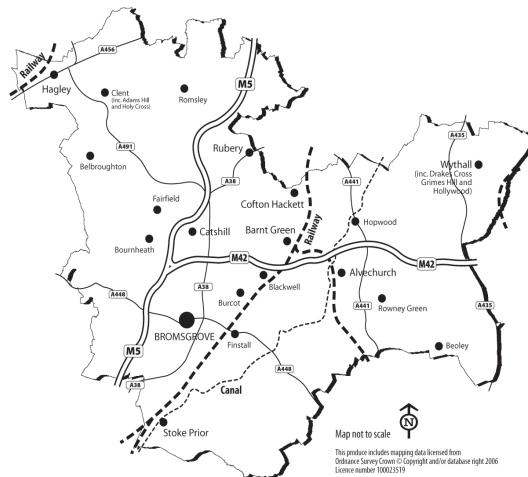 A456
Railway
Hagley
Clent
(inc. Adams Hill
and Holy Cross)
Romsley
M5
A435
A491
Rubery
Belbroughton
A38
A441
Wythall
(inc. Drakes Cross
Grimes Hill and
Hollywood)
Cofton Hackett
Fairfield
Hopwood
Catshill
Barnt Green
Bournheath
Railway
M42
M42
Alvechurch
Blackwell
A448
A38
Burcot
Rowney Green
A441
A435
BROMSGROVE
Finstall
M5
Beoley
A448
A38
Canal
Stoke Prior
N
Map not to scale
This produce includes mapping data licensed from
Ordnance Survey Crown © Copyright and/or database right 2006
Licence number 100023519